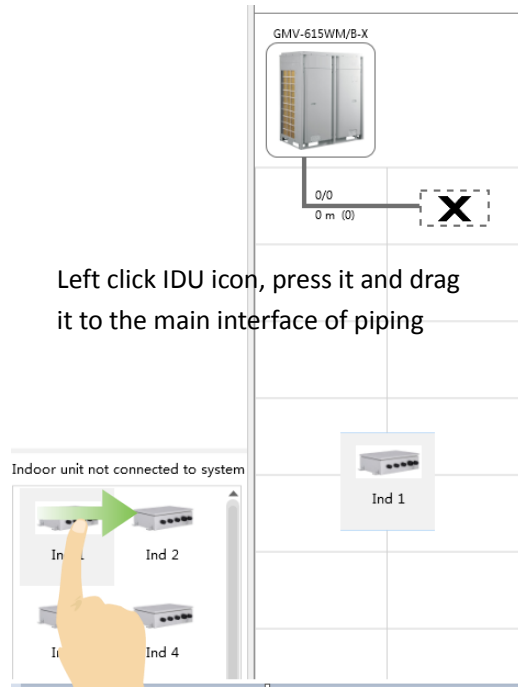 GMV-615WM/B-X
0/0
0 m (0)
Left click IDU icon, press it and drag
it to the main interface of piping
Indoor unit not connected to system
Ind 1
Ind 2
Ind 4